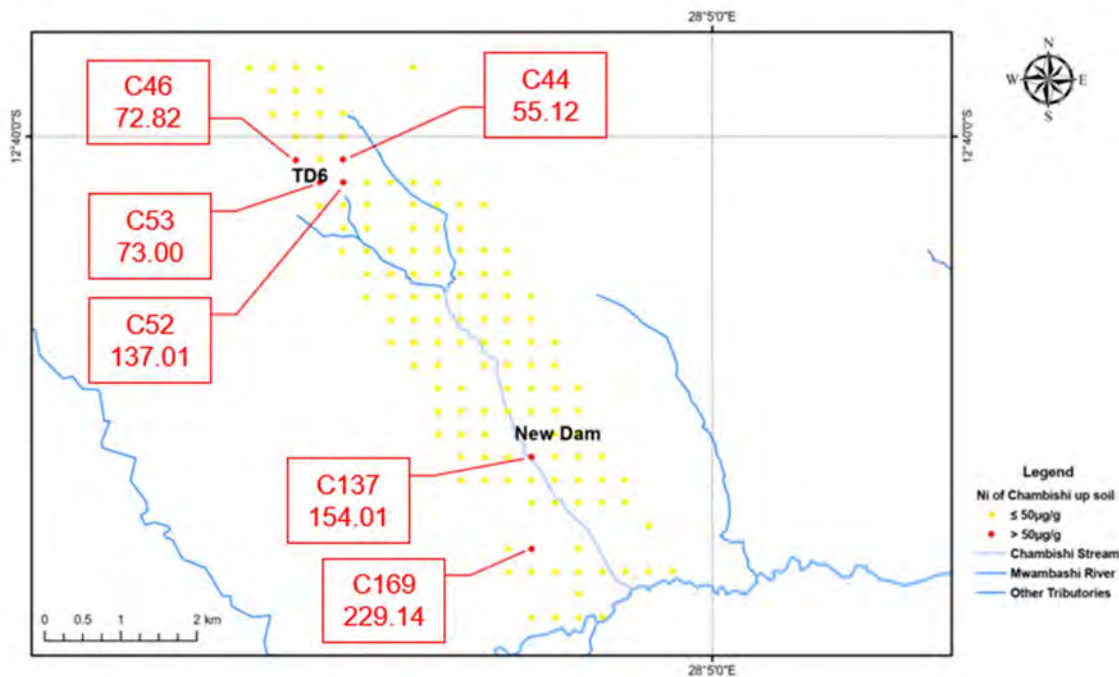 28°5'0"E
N
W E
S
C46
72.82
C44
55.12
12°40'0"S
12°40'0"S
TD6
C53
73.00
C52
137.01
New Dam
C137
154.01
C169
229.14
0 0.5 1 2 km
28°5'0"E
Legend
Ni of Chambishi up soil
≤ 50μg/g
> 50μg/g
Chambishi Stream
Mwambashi River
Other Tributories